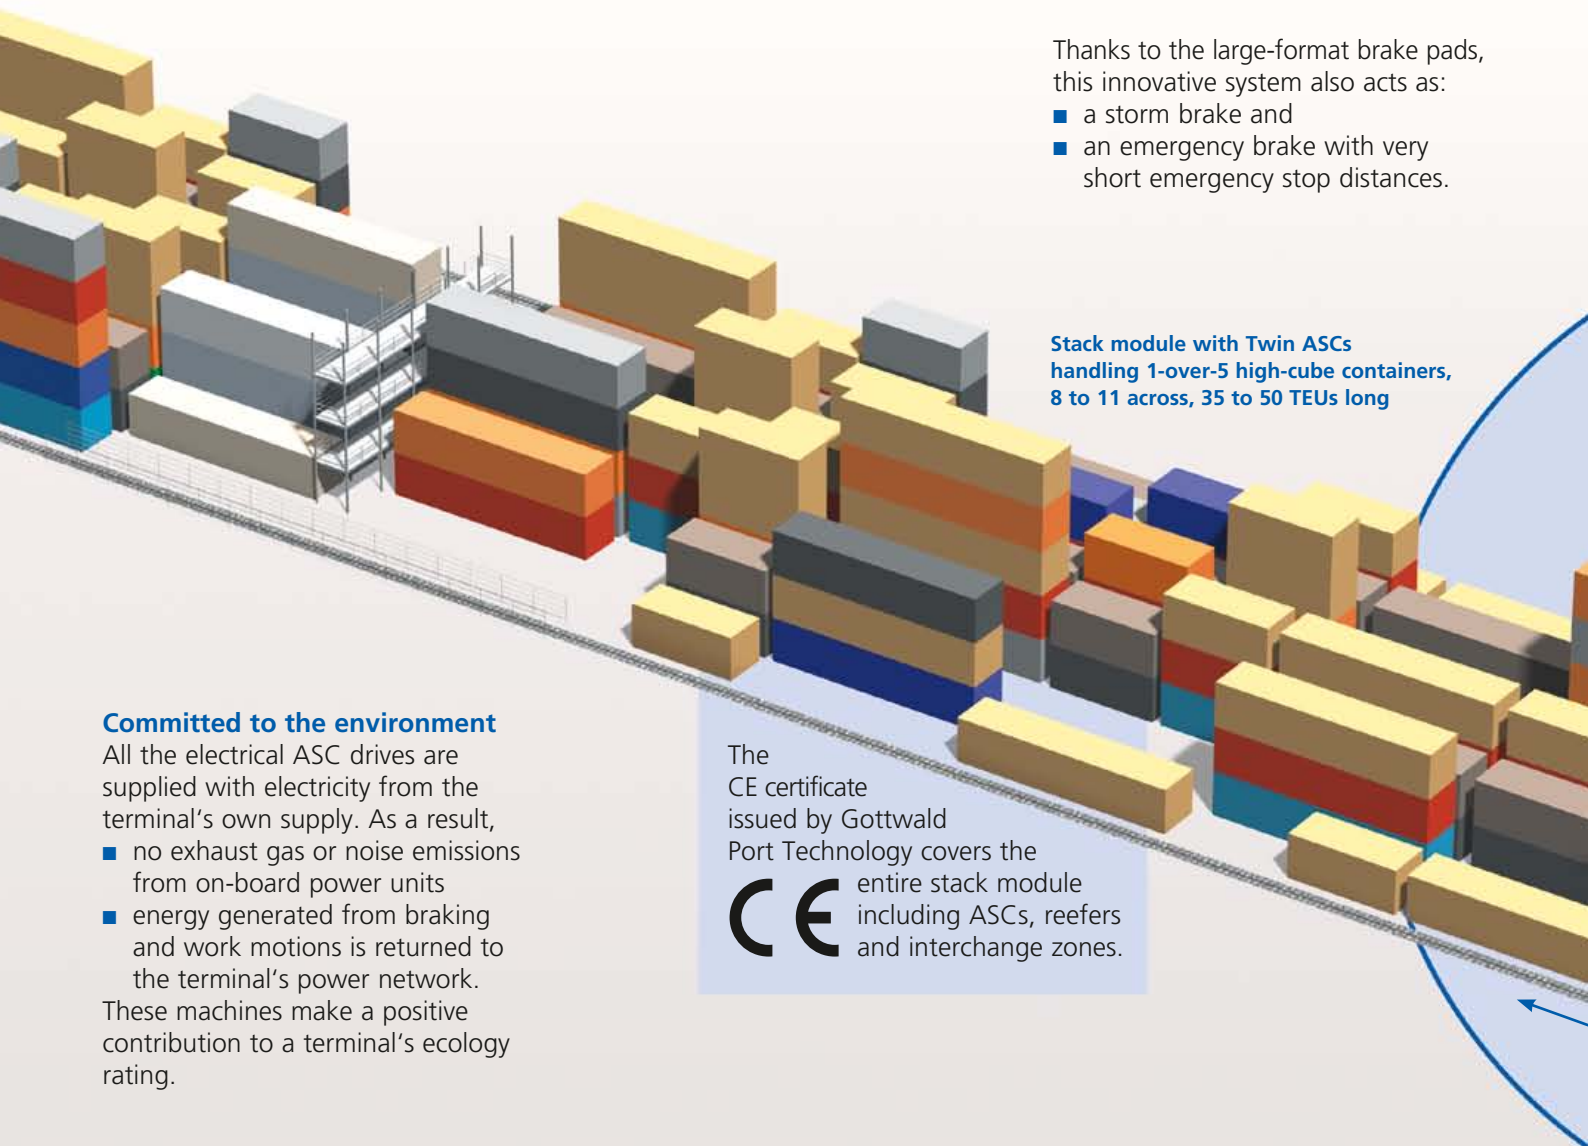 Thanks to the large-format brake pads,
this innovative system also acts as:
■ a storm brake and
■ an emergency brake with very
short emergency stop distances.
Stack module with Twin ASCs
handling 1-over-5 high-cube containers,
8 to 11 across, 35 to 50 TEUs long
Committed to the environment
All the electrical ASC drives are
supplied with electricity from the
terminal‘s own supply. As a result,
■ no exhaust gas or noise emissions
from on-board power units
■ energy generated from braking
and work motions is returned to
the terminal‘s power network.
These machines make a positive
contribution to a terminal‘s ecology
rating.
The
CE certificate
issued by Gottwald
Port Technology covers the
CE
entire stack module
including ASCs, reefers
and interchange zones.